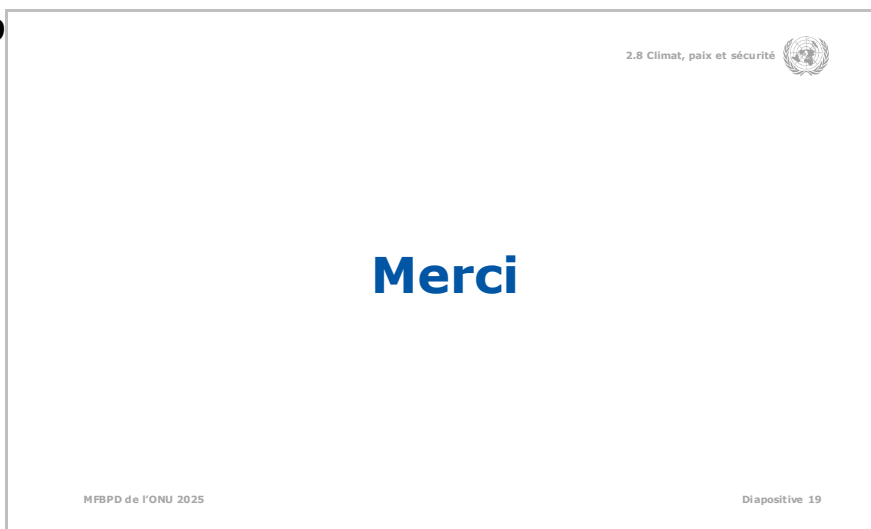 2.8 Climat, paix et sécurité
Merci
MFBPD de l’ONU 2025
Diapositive 19